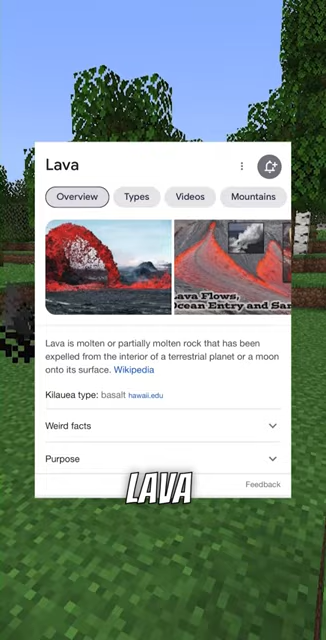 Lava
Overview
Types
Videos
Mountains
Lava Flows,
Ocean Entry and
Lava is molten or partially molten rock that has been
expelled from the interior of a terrestrial planet or a moon
onto its surface. Wikipedia
Kilauea type: basalt hawaii.edu
Weird facts
Purpose
LAVA
Feedback